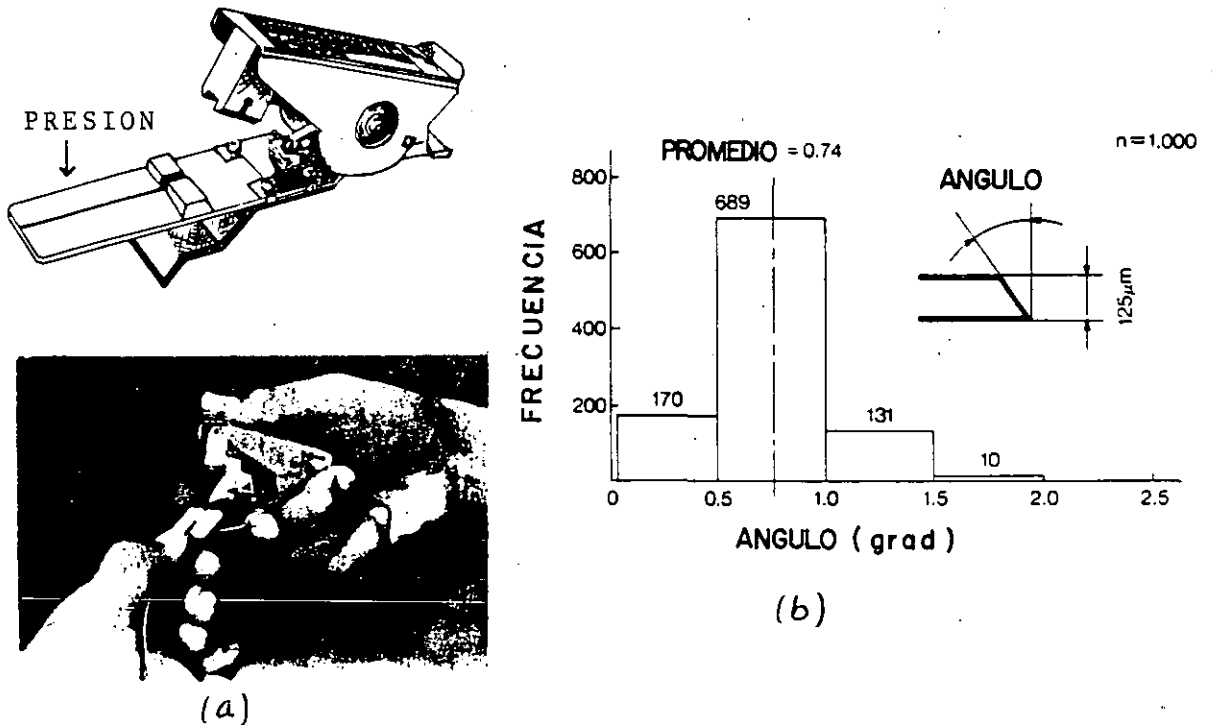 PRESION
(a)
PROMEDIO = 0.74
n=1.000
ANGULO
125µm
FRECUENCIA
800
600
400
200
689
170
131
10
0
0.5
1.0
1.5
2.0
2.5
ANGULO (grad)
(b)